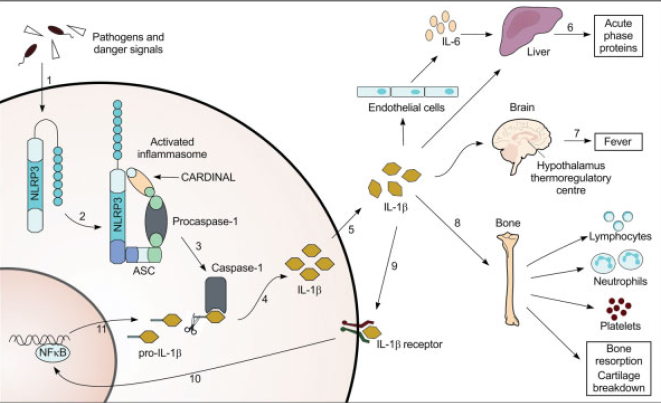 Pathogens and
danger signals
1
NLRP3
2
NLRP3
Activated
inflammasome
CARDINAL
Procaspase-1
ASC
3
Caspase-1
4
IL-1β
5
pro-IL-1β
11
NFκB
10
IL-1β receptor
9
IL-1β
Endothelial cells
IL-6
Liver
6
Acute
phase
proteins
Brain
7
Fever
Hypothalamus
thermoregulatory
centre
8
Bone
Lymphocytes
Neutrophils
Platelets
Bone
resorption
Cartilage
breakdown